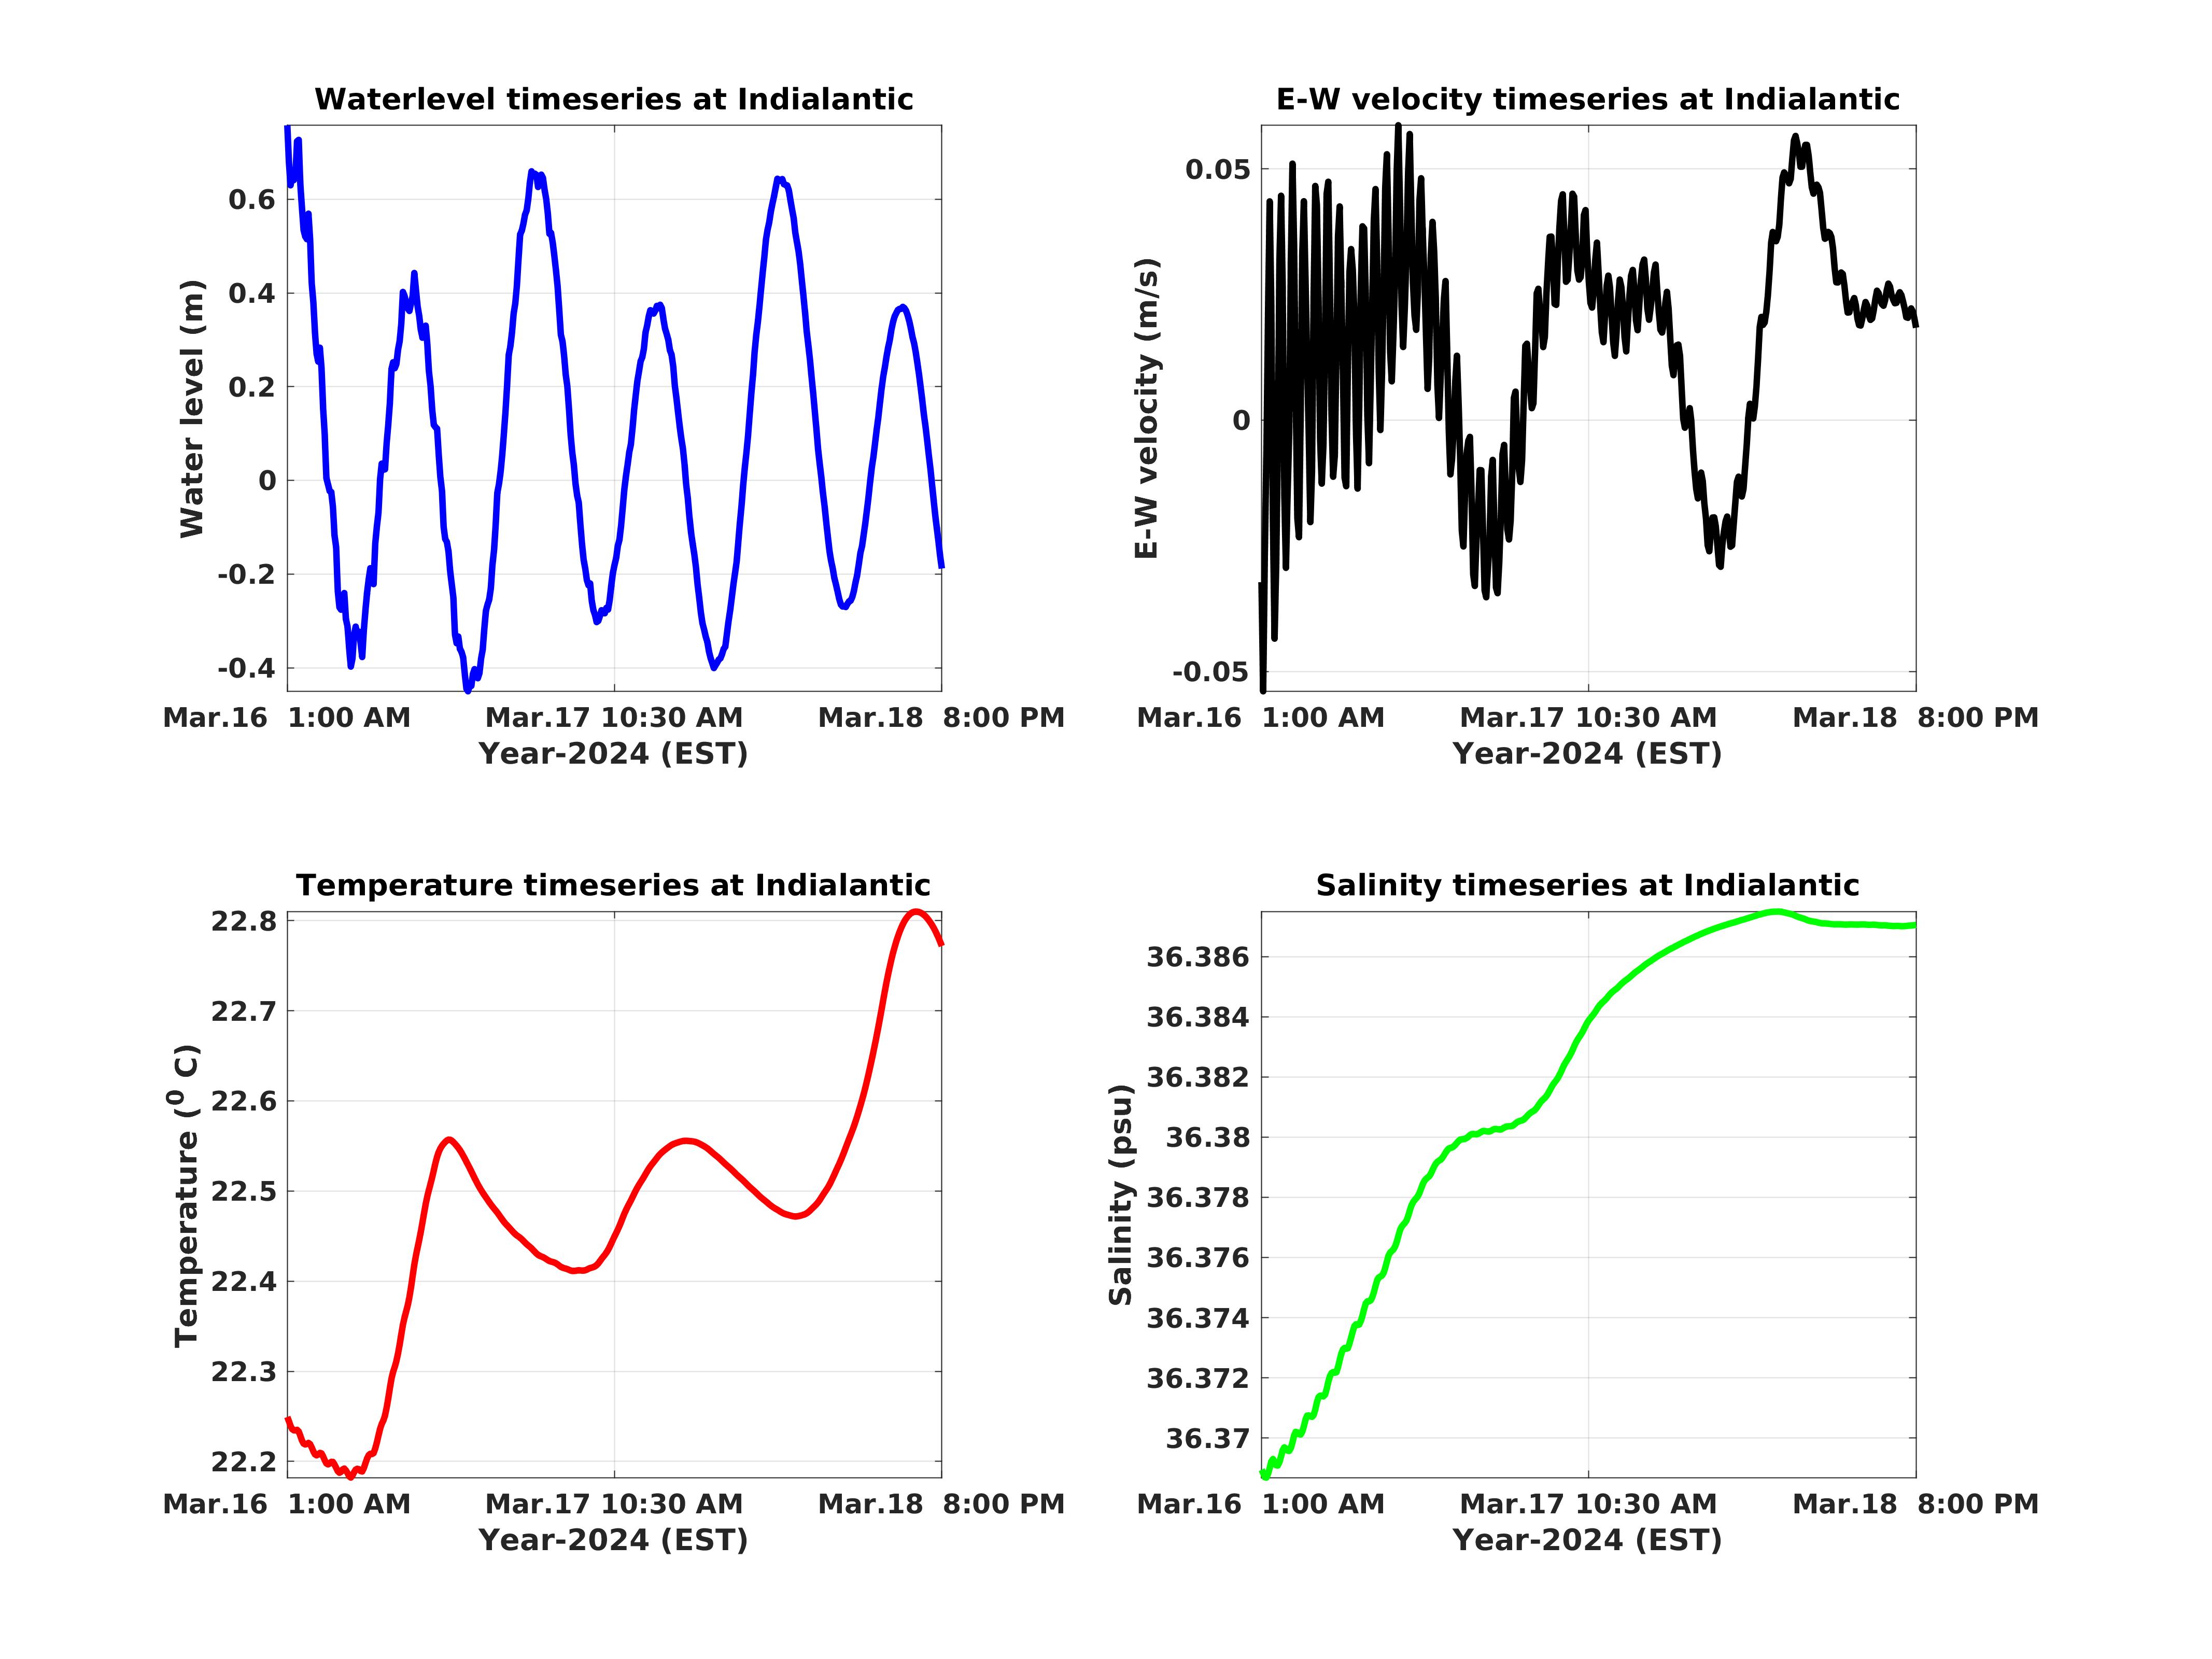 Waterlevel timeseries at Indialantic
0.6
0.4
0.2
0
-0.2
-0.4
Water level (m)
Mar.16 1:00 AM
Mar.17 10:30 AM
Mar.18 8:00 PM
Year-2024 (EST)
E-W velocity timeseries at Indialantic
0.05
0
-0.05
E-W velocity (m/s)
Mar.16 1:00 AM
Mar.17 10:30 AM
Mar.18 8:00 PM
Year-2024 (EST)
Temperature timeseries at Indialantic
22.8
22.7
22.6
22.5
22.4
22.3
22.2
Temperature (⁰ C)
Mar.16 1:00 AM
Mar.17 10:30 AM
Mar.18 8:00 PM
Year-2024 (EST)
Salinity timeseries at Indialantic
36.386
36.384
36.382
36.38
36.378
36.376
36.374
36.372
36.37
Salinity (psu)
Mar.16 1:00 AM
Mar.17 10:30 AM
Mar.18 8:00 PM
Year-2024 (EST)